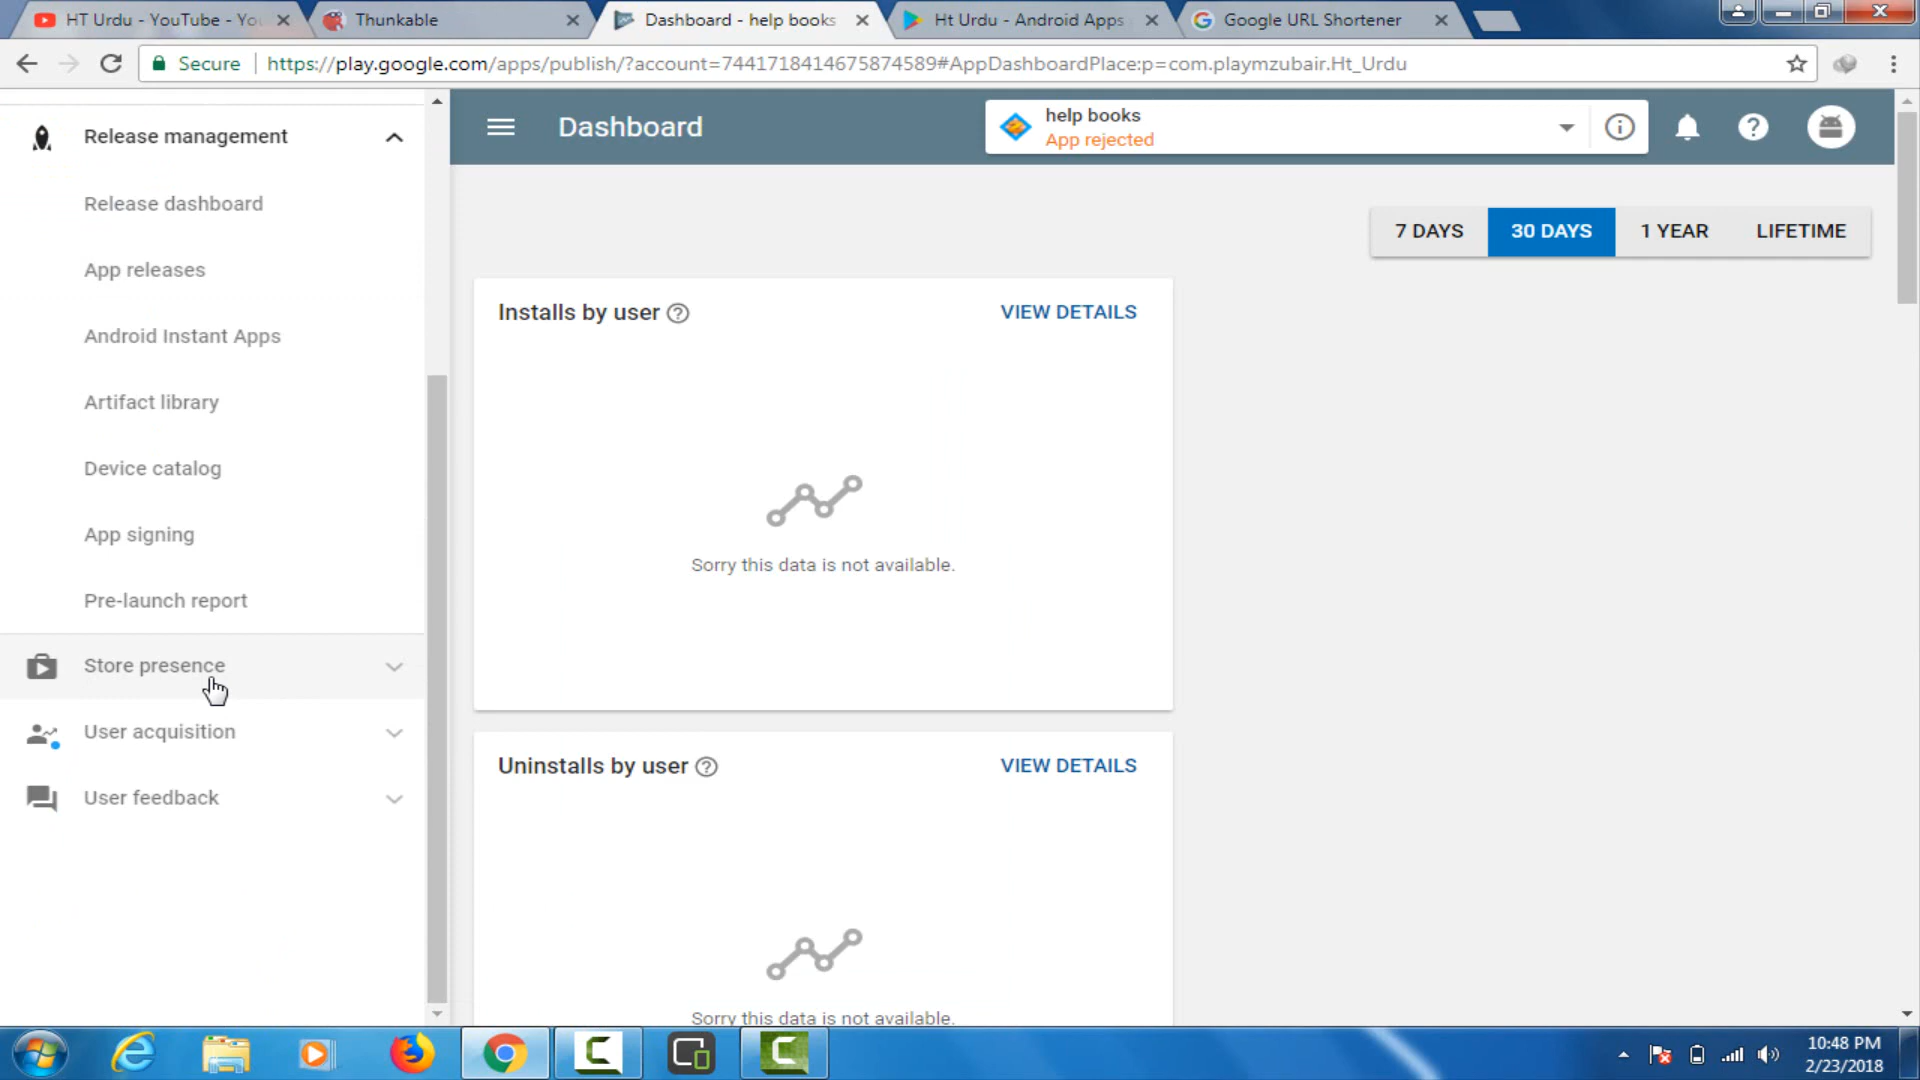 HT Urdu - YouTube - Yo
Thunkable
Dashboard - help books
Ht Urdu - Android Apps
Google URL Shortener
Secure
https://play.google.com/apps/publish/?account=7441718414675874589#AppDashboardPlace:p=com.playmzubair.Ht_Urdu
Release management
Release dashboard
App releases
Android Instant Apps
Artifact library
Device catalog
App signing
Pre-launch report
Store presence
User acquisition
User feedback
Dashboard
help books
App rejected
7 DAYS
30 DAYS
1 YEAR
LIFETIME
Installs by user
VIEW DETAILS
Sorry this data is not available.
Uninstalls by user
VIEW DETAILS
Sorry this data is not available.
10:48 PM
2/23/2018